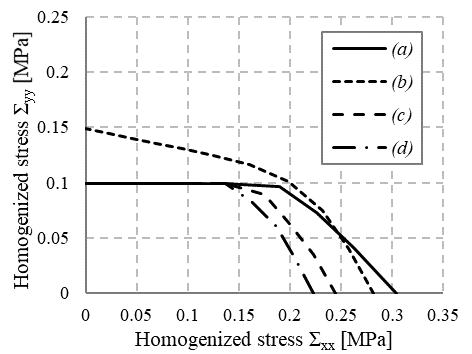 0.25
0.2
0.15
0.1
0.05
0
Homogenized stress Σyy [MPa]
(a)
(b)
(c)
(d)
0 0.05 0.1 0.15 0.2 0.25 0.3 0.35
Homogenized stress Σxx [MPa]